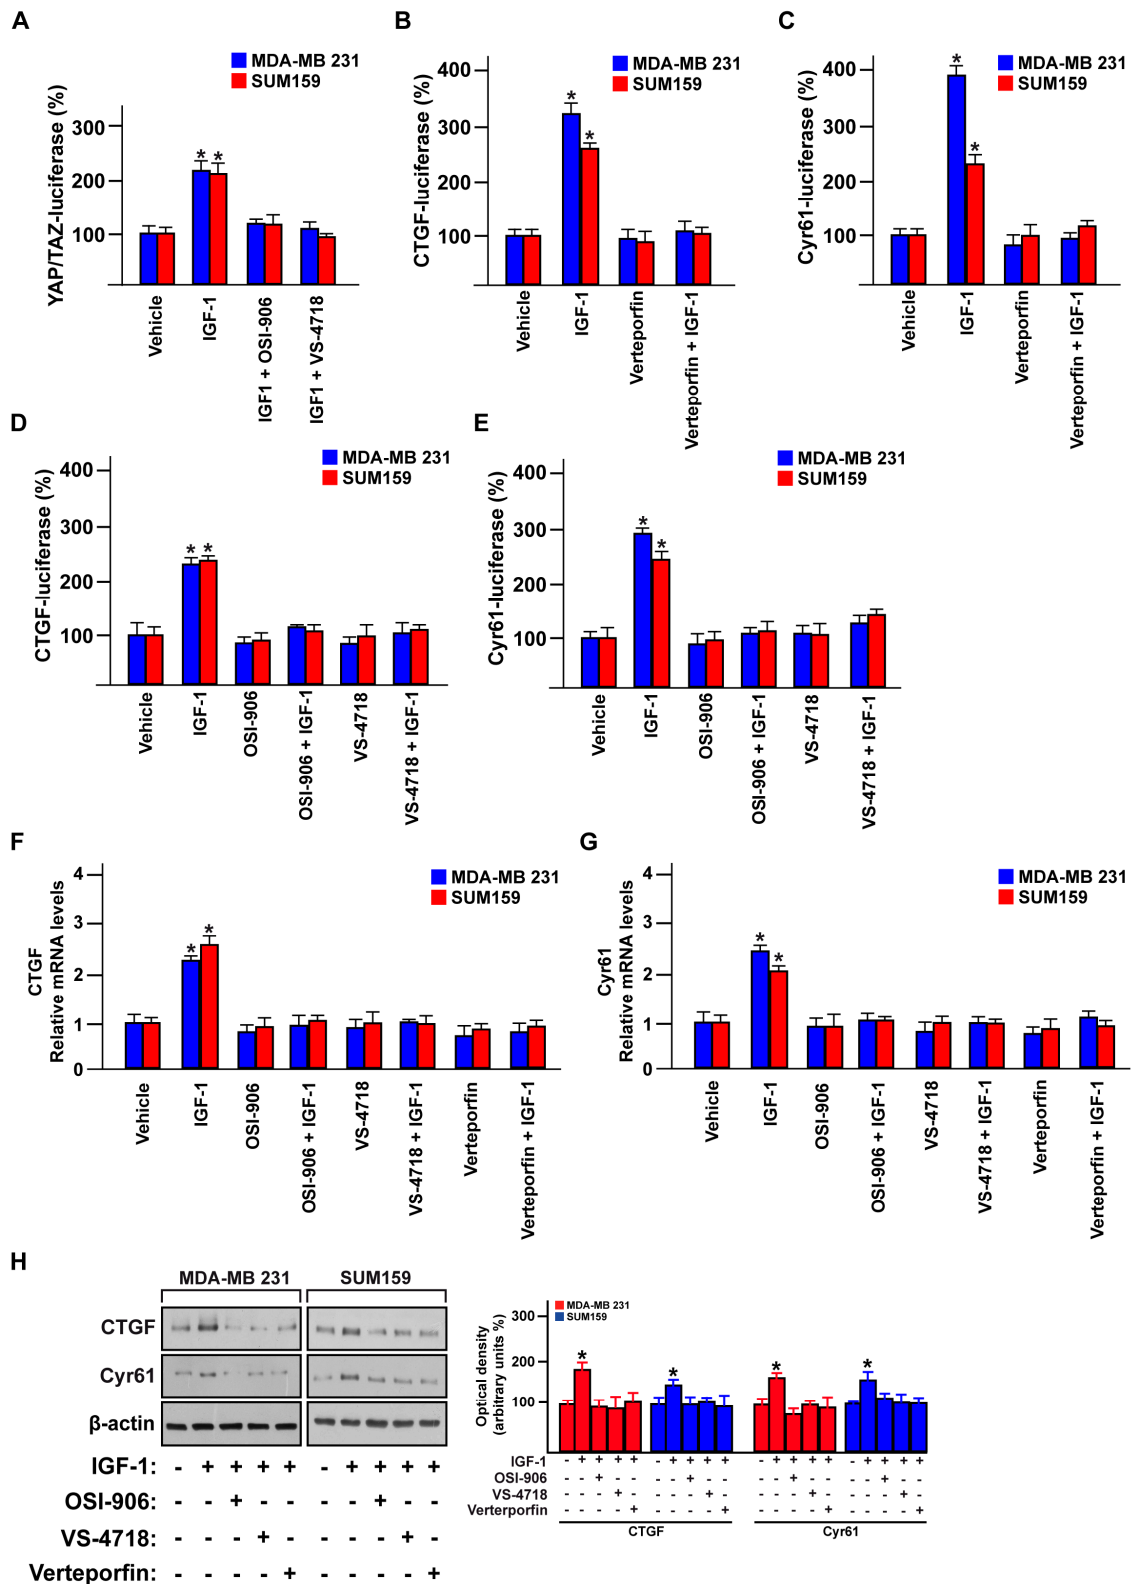 A
MDA-MB 231
SUM159
YAP/TAZ-luciferase (%)
300
200
100
Vehicle
IGF-1
IGF1 + OSI-906
IGF1 + VS-4718
B
MDA-MB 231
SUM159
CTGF-luciferase (%)
400
300
200
100
Vehicle
IGF-1
Verteporfin
Verteporfin + IGF-1
C
MDA-MB 231
SUM159
Cyr61-luciferase (%)
400
300
200
100
Vehicle
IGF-1
Verteporfin
Verteporfin + IGF-1
D
MDA-MB 231
SUM159
CTGF-luciferase (%)
400
300
200
100
Vehicle
IGF-1
OSI-906
OSI-906 + IGF-1
VS-4718
VS-4718 + IGF-1
E
MDA-MB 231
SUM159
Cyr61-luciferase (%)
400
300
200
100
Vehicle
IGF-1
OSI-906
OSI-906 + IGF-1
VS-4718
VS-4718 + IGF-1
F
MDA-MB 231
SUM159
CTGF
Relative mRNA levels
4
3
2
1
0
Vehicle
IGF-1
OSI-906
OSI-906 + IGF-1
VS-4718
VS-4718 + IGF-1
Verteporfin
Verteporfin + IGF-1
G
MDA-MB 231
SUM159
Cyr61
Relative mRNA levels
4
3
2
1
0
Vehicle
IGF-1
OSI-906
OSI-906 + IGF-1
VS-4718
VS-4718 + IGF-1
Verteporfin
Verteporfin + IGF-1
H
MDA-MB 231 SUM159
CTGF
Cyr61
β-actin
IGF-1: - + + + + - + + + +
OSI-906: - - + - - - - + - -
VS-4718: - - - + - - - - + -
Verteporfin: - - - - + - - - - +
MDA-MB 231
SUM159
Optical density
(arbitrary units %)
300
200
100
IGF-1 - + + + + - + + + + - + + + + - + + + +
OSI-906 - - + - - - - + - - - - + - - - - + - -
VS-4718 - - - + - - - - + - - - - + - - - - + -
Verterporfin - - - - + - - - - + - - - - + - - - - +
CTGF Cyr61